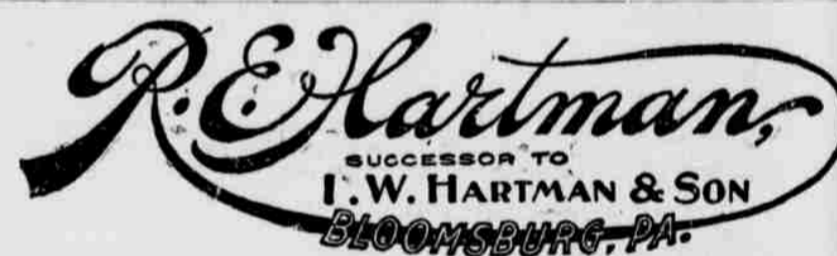 R. E. Hartman,
SUCCESSOR TO
I. W. HARTMAN & SON
BLOOMSBURG, PA.